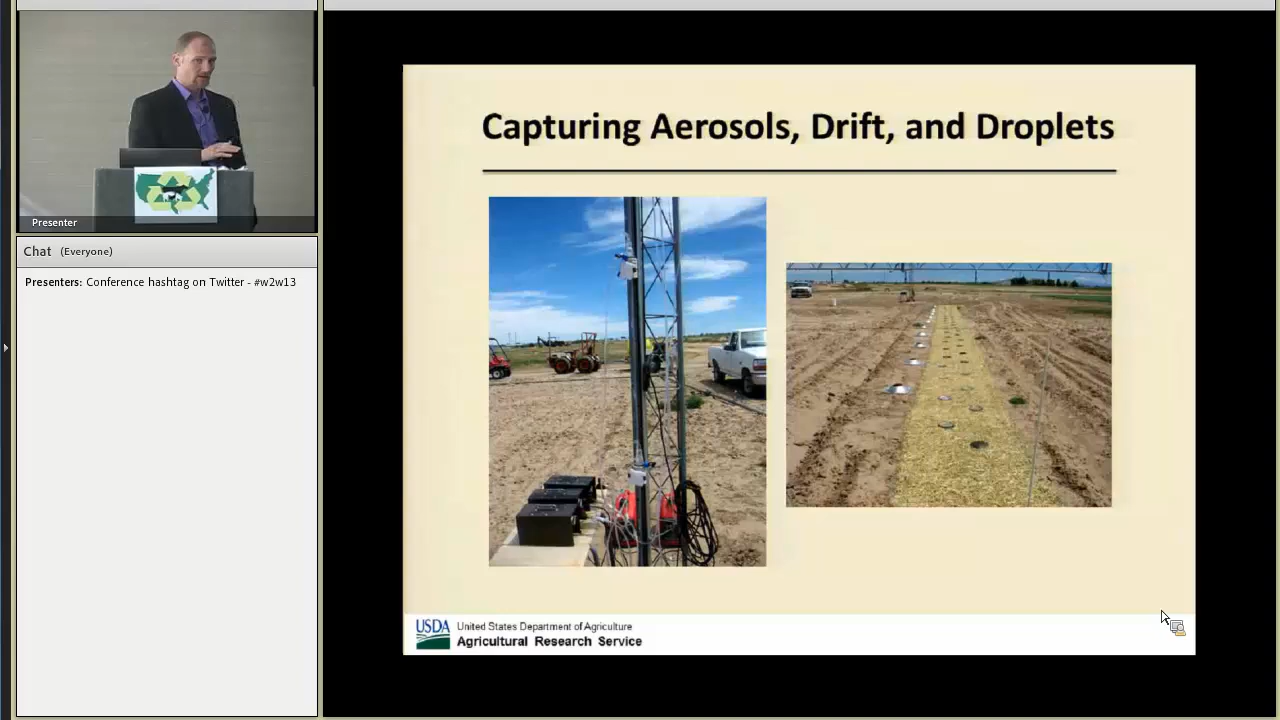 Presenter
Chat (Everyone)
Presenters: Conference hashtag on Twitter - #w2w13
Capturing Aerosols, Drift, and Droplets
USDA
United States Department of Agriculture
Agricultural Research Service